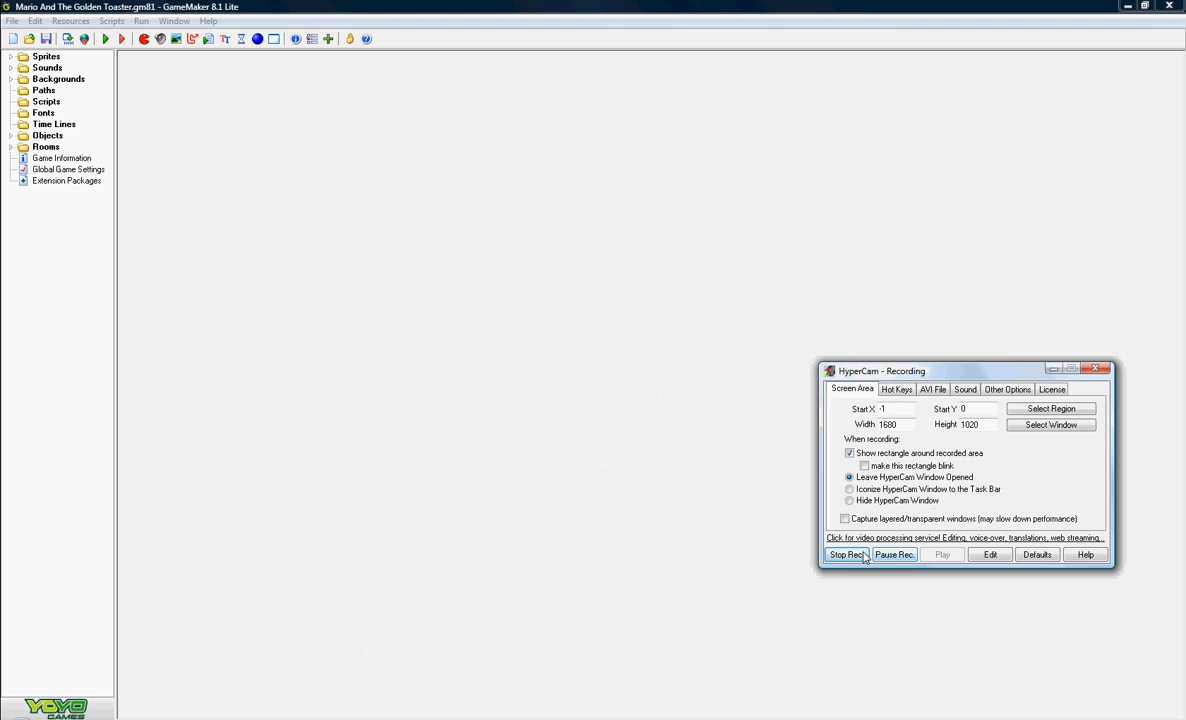 Mario And The Golden Toaster.gm81 - GameMaker 8.1 Lite
File Edit Resources Scripts Run Window Help
Sprites
Sounds
Backgrounds
Paths
Scripts
Fonts
Time Lines
Objects
Rooms
Game Information
Global Game Settings
Extension Packages
HyperCam - Recording
Screen Area Hot Keys AVI File Sound Other Options License
Start X -1 Start Y 0 Select Region
Width 1680 Height 1020 Select Window
When recording:
Show rectangle around recorded area
make this rectangle blink
Leave HyperCam Window Opened
Iconize HyperCam Window to the Task Bar
Hide HyperCam Window
Capture layered/transparent windows (may slow down performance)
Click for video processing service! Editing, voice-over, translations, web streaming...
Stop Rec. Pause Rec. Play Edit Defaults Help
YOYO
GAMES